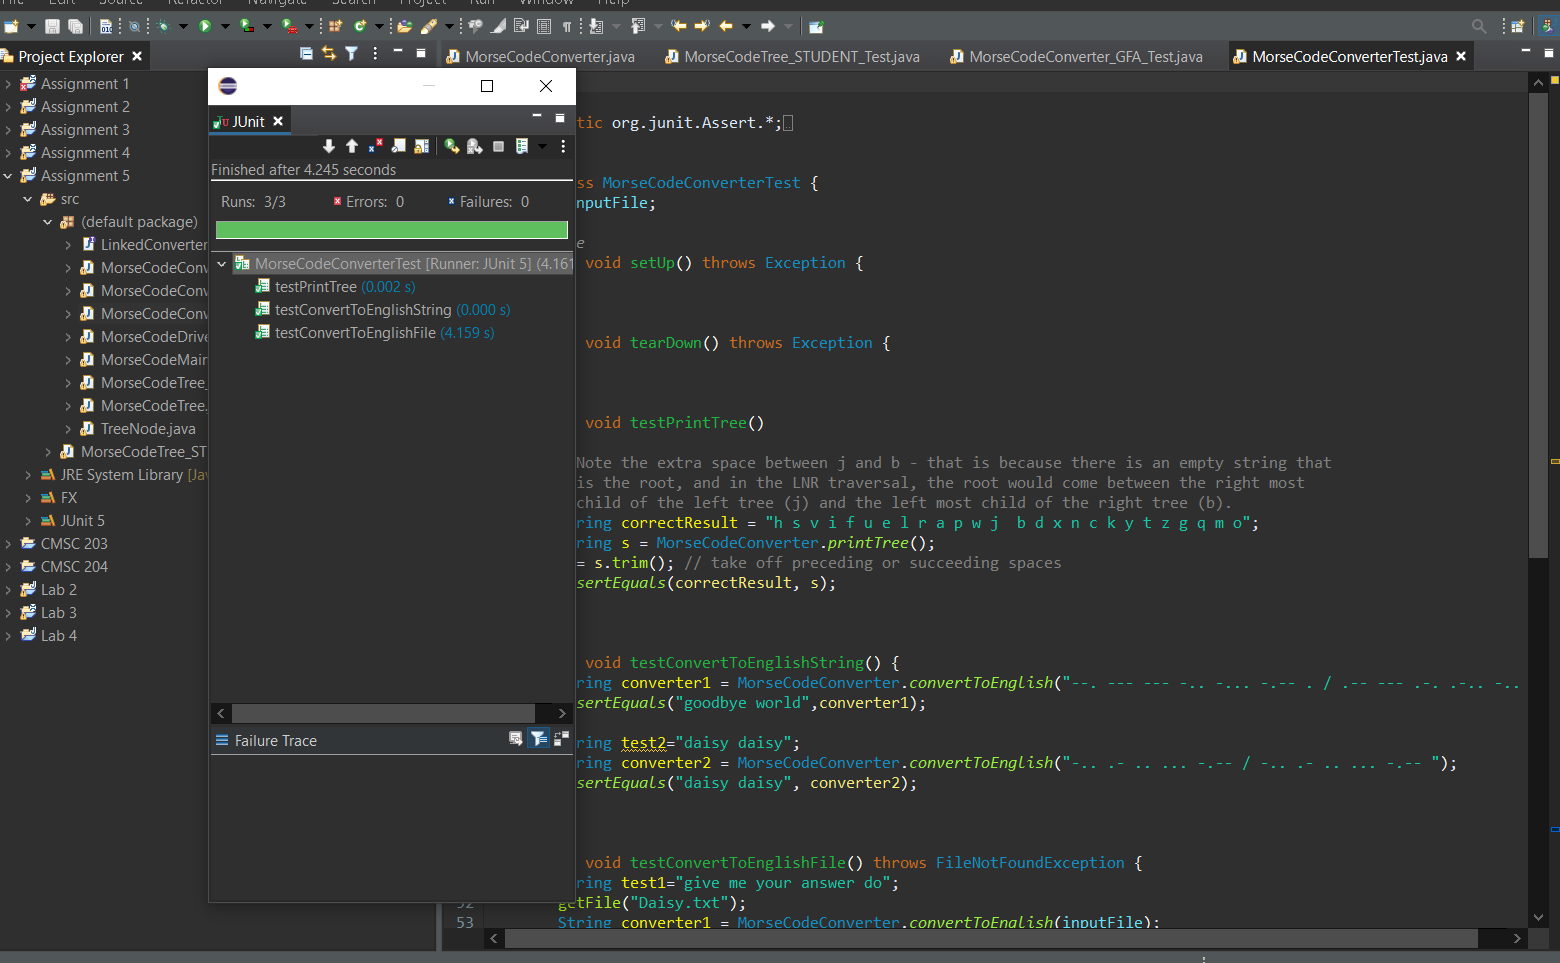 Project Explorer
MorseCodeConverter.java
MorseCodeTree_STUDENT_Test.java
MorseCodeConverter_GFA_Test.java
MorseCodeConverterTest.java
Assignment 1
Assignment 2
Assignment 3
Assignment 4
Assignment 5
src
(default package)
LinkedConverter
MorseCodeConv
MorseCodeConv
MorseCodeConv
MorseCodeDrive
MorseCodeMain
MorseCodeTree_
MorseCodeTree.
TreeNode.java
MorseCodeTree_ST
JRE System Library [Jav
FX
JUnit 5
CMSC 203
CMSC 204
Lab 2
Lab 3
Lab 4
JUnit
Finished after 4.245 seconds
Runs: 3/3 Errors: 0 Failures: 0
MorseCodeConverterTest [Runner: JUnit 5] (4.161
testPrintTree (0.002 s)
testConvertToEnglishString (0.000 s)
testConvertToEnglishFile (4.159 s)
Failure Trace
tic org.junit.Assert.*;
ss MorseCodeConverterTest {
nputFile;
e
void setUp() throws Exception {
void tearDown() throws Exception {
void testPrintTree()
Note the extra space between j and b - that is because there is an empty string that
is the root, and in the LNR traversal, the root would come between the right most
child of the left tree (j) and the left most child of the right tree (b).
ring correctResult = "h s v i f u e l r a p w j  b d x n c k y t z g q m o";
ring s = MorseCodeConverter.printTree();
= s.trim(); // take off preceding or succeeding spaces
sertEquals(correctResult, s);
void testConvertToEnglishString() {
ring converter1 = MorseCodeConverter.convertToEnglish("--. --- --- -.. -... -.-- . / .-- --- .-. .-.. -..
sertEquals("goodbye world",converter1);
ring test2="daisy daisy";
ring converter2 = MorseCodeConverter.convertToEnglish("-.. .- .. ... -.-- / -.. .- .. ... -.-- ");
sertEquals("daisy daisy", converter2);
void testConvertToEnglishFile() throws FileNotFoundException {
ring test1="give me your answer do";
getFile("Daisy.txt");
53 String converter1 = MorseCodeConverter.convertToEnglish(inputFile);